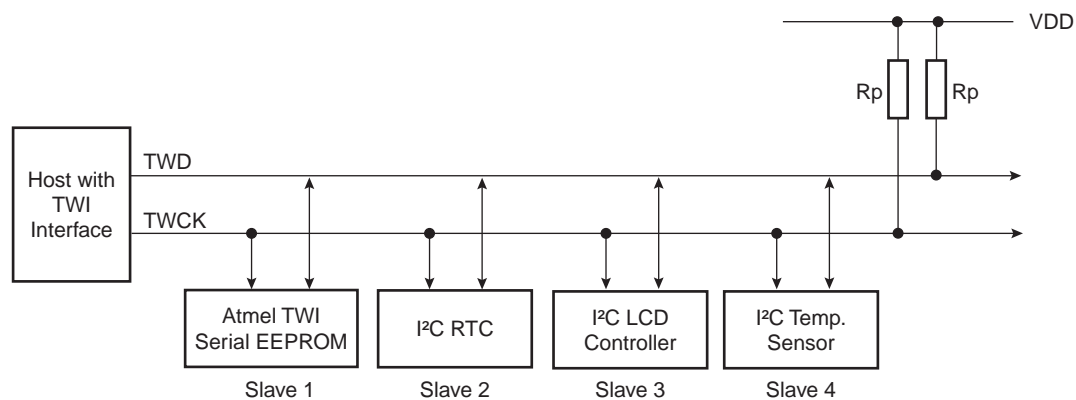 VDD
Rp
Rp
Host with
TWI
Interface
TWD
TWCK
Atmel TWI
Serial EEPROM
I²C RTC
I²C LCD
Controller
I²C Temp.
Sensor
Slave 1
Slave 2
Slave 3
Slave 4